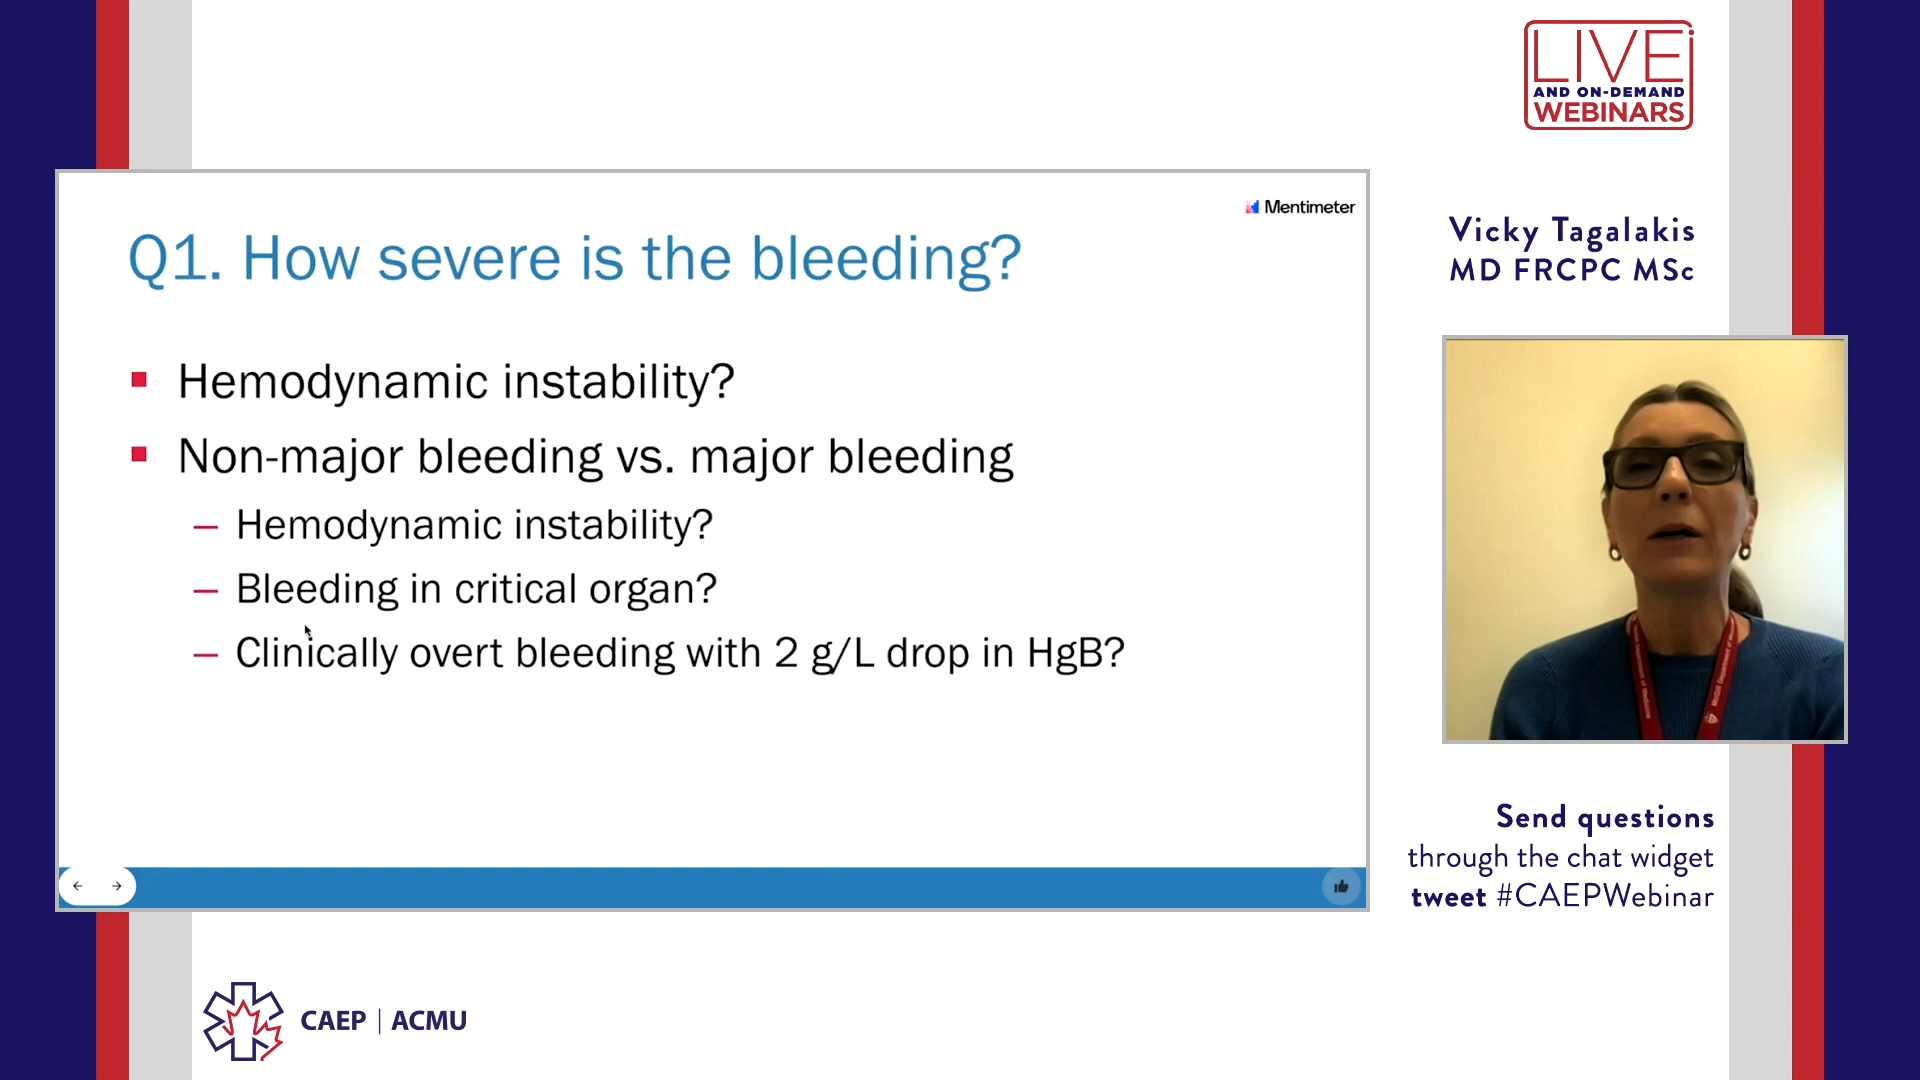 LIVE
AND ON-DEMAND
WEBINARS
Mentimeter
Q1. How severe is the bleeding?
Hemodynamic instability?
Non-major bleeding vs. major bleeding
– Hemodynamic instability?
– Bleeding in critical organ?
– Clinically overt bleeding with 2 g/L drop in HgB?
Vicky Tagalakis
MD FRCPC MSc
Send questions
through the chat widget
tweet #CAEPWebinar
CAEP | ACMU